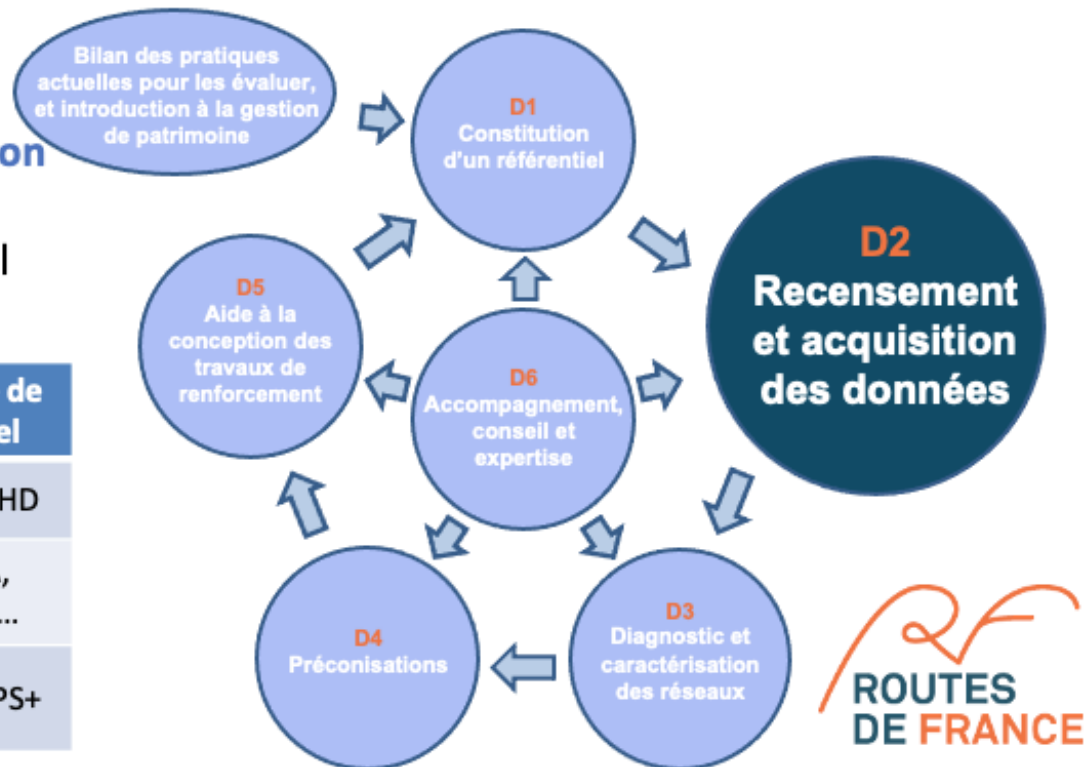 Bilan des pratiques
actuelles pour les évaluer,
et introduction à la gestion
de patrimoine
on
l
de
el
HD
,
...
PS+
D1
Constitution
d'un référentiel
D2
Recensement
et acquisition
des données
D5
Aide à la
conception des
travaux de
renforcement
D6
Accompagnement,
conseil et
expertise
D4
Préconisations
D3
Diagnostic et
caractérisation
des réseaux
RF
ROUTES
DE FRANCE